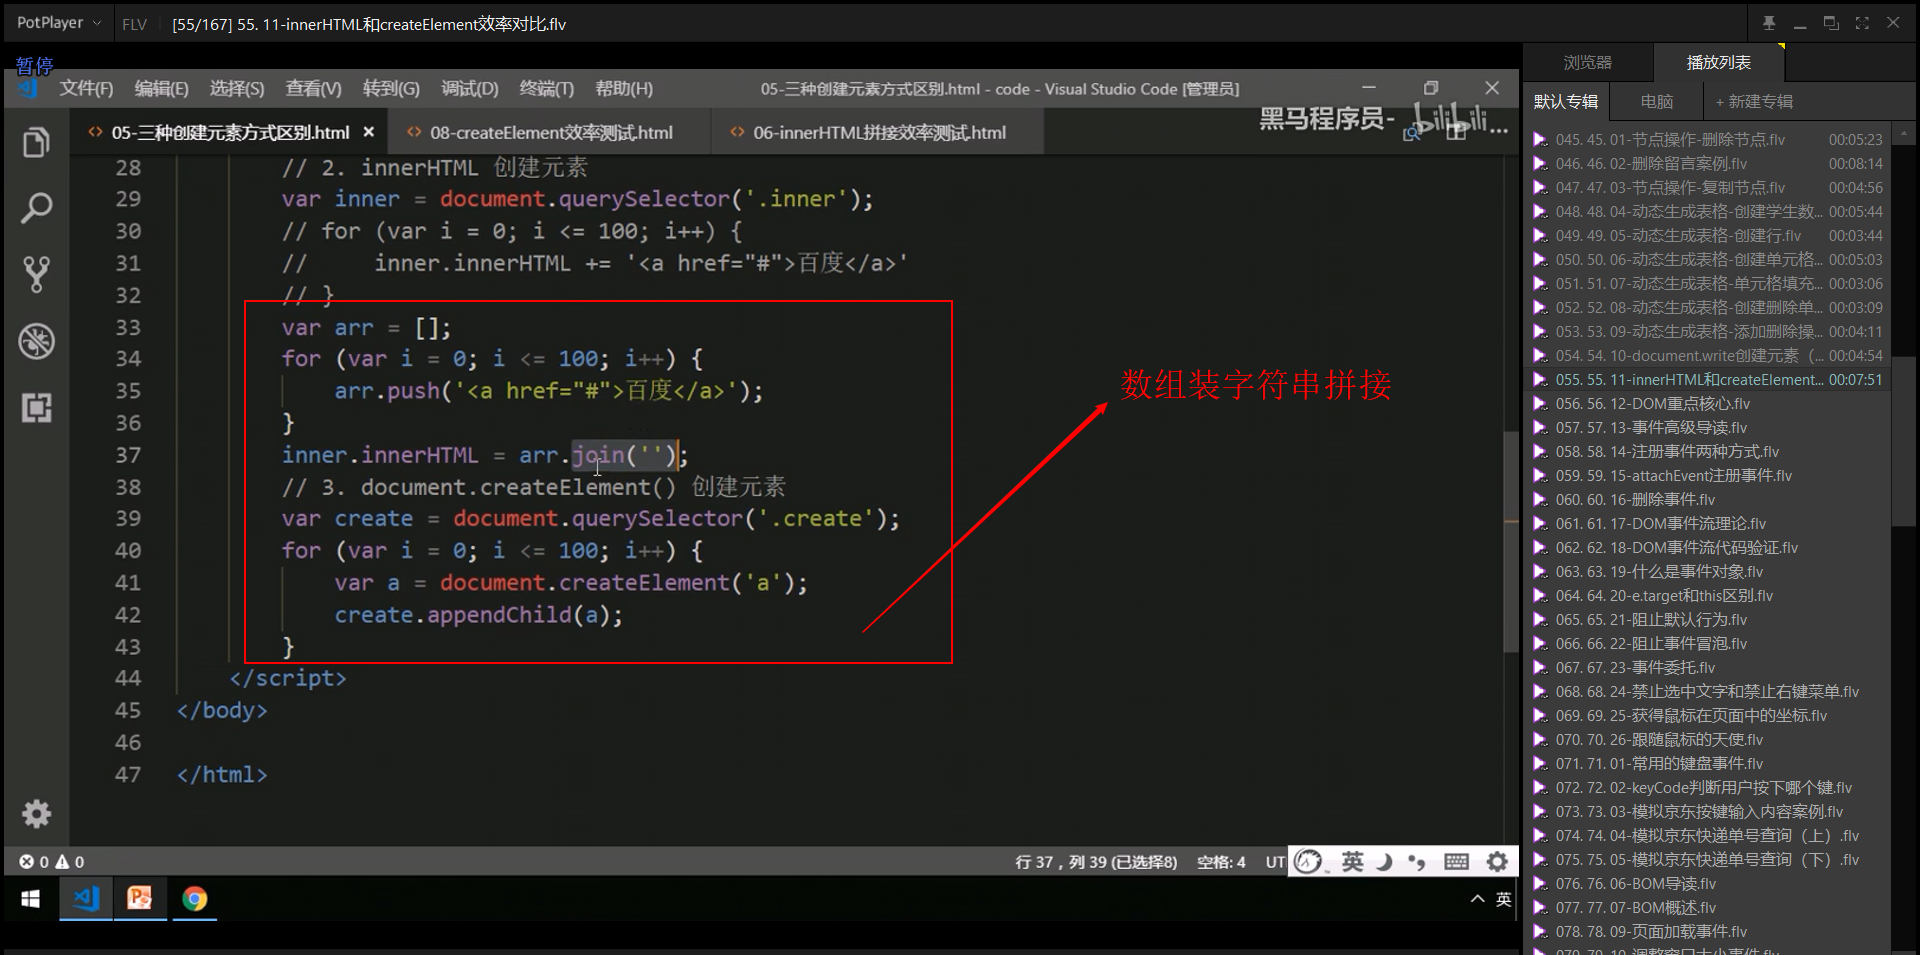 PotPlayer
FLV
[55/167] 55. 11-innerHTML和createElement效率对比.flv
暂停
文件(F) 编辑(E) 选择(S) 查看(V) 转到(G) 调试(D) 终端(T) 帮助(H)
05-三种创建元素方式区别.html - code - Visual Studio Code [管理员]
05-三种创建元素方式区别.html
08-createElement效率测试.html
06-innerHTML拼接效率测试.html
黑马程序员- bilibili
28 // 2. innerHTML 创建元素
29 var inner = document.querySelector('.inner');
30 // for (var i = 0; i <= 100; i++) {
31 // inner.innerHTML += '<a href="#">百度</a>'
32 // }
33 var arr = [];
34 for (var i = 0; i <= 100; i++) {
35 arr.push('<a href="#">百度</a>');
36 }
37 inner.innerHTML = arr.join('');
38 // 3. document.createElement() 创建元素
39 var create = document.querySelector('.create');
40 for (var i = 0; i <= 100; i++) {
41 var a = document.createElement('a');
42 create.appendChild(a);
43 }
44 </script>
45 </body>
46
47 </html>
数组装字符串拼接
0 0
行 37，列 39 (已选择8) 空格: 4 UT
英
英
浏览器 播放列表
默认专辑 电脑 + 新建专辑
045. 45. 01-节点操作-删除节点.flv 00:05:23
046. 46. 02-删除留言案例.flv 00:08:14
047. 47. 03-节点操作-复制节点.flv 00:04:56
048. 48. 04-动态生成表格-创建学生数... 00:05:44
049. 49. 05-动态生成表格-创建行.flv 00:03:44
050. 50. 06-动态生成表格-创建单元格... 00:05:03
051. 51. 07-动态生成表格-单元格填充... 00:03:06
052. 52. 08-动态生成表格-创建删除单... 00:03:09
053. 53. 09-动态生成表格-添加删除操... 00:04:11
054. 54. 10-document.write创建元素（... 00:04:54
055. 55. 11-innerHTML和createElement... 00:07:51
056. 56. 12-DOM重点核心.flv
057. 57. 13-事件高级导读.flv
058. 58. 14-注册事件两种方式.flv
059. 59. 15-attachEvent注册事件.flv
060. 60. 16-删除事件.flv
061. 61. 17-DOM事件流理论.flv
062. 62. 18-DOM事件流代码验证.flv
063. 63. 19-什么是事件对象.flv
064. 64. 20-e.target和this区别.flv
065. 65. 21-阻止默认行为.flv
066. 66. 22-阻止事件冒泡.flv
067. 67. 23-事件委托.flv
068. 68. 24-禁止选中文字和禁止右键菜单.flv
069. 69. 25-获得鼠标在页面中的坐标.flv
070. 70. 26-跟随鼠标的天使.flv
071. 71. 01-常用的键盘事件.flv
072. 72. 02-keyCode判断用户按下哪个键.flv
073. 73. 03-模拟京东按键输入内容案例.flv
074. 74. 04-模拟京东快递单号查询（上）.flv
075. 75. 05-模拟京东快递单号查询（下）.flv
076. 76. 06-BOM导读.flv
077. 77. 07-BOM概述.flv
078. 78. 09-页面加载事件.flv
079. 79. 10-调整窗口大小事件.flv